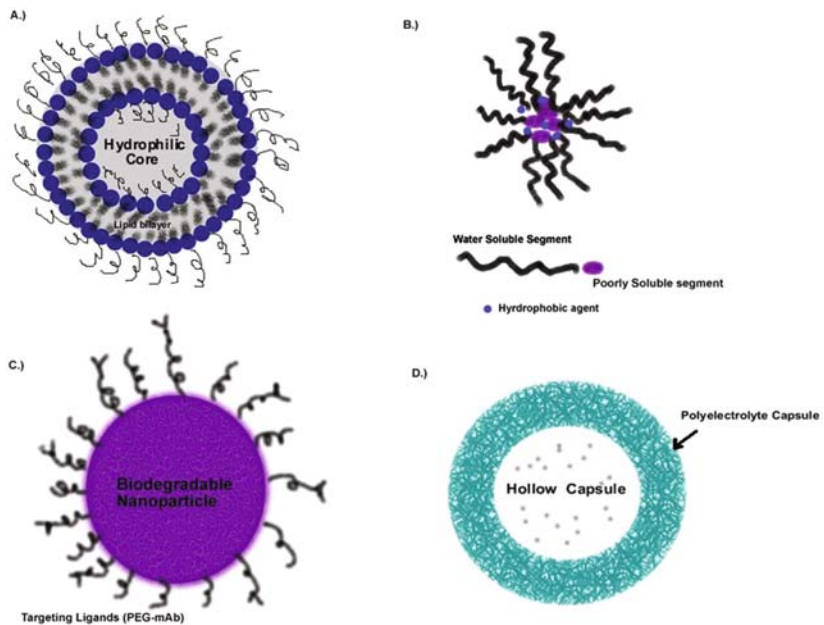 A.)
Hydrophilic
Core
Lipid bilayer
B.)
Water Soluble Segment
Poorly Soluble segment
Hyrdrophobic agent
C.)
Biodegradable
Nanoparticle
Targeting Ligands (PEG-mAb)
D.)
Polyelectrolyte Capsule
Hollow Capsule